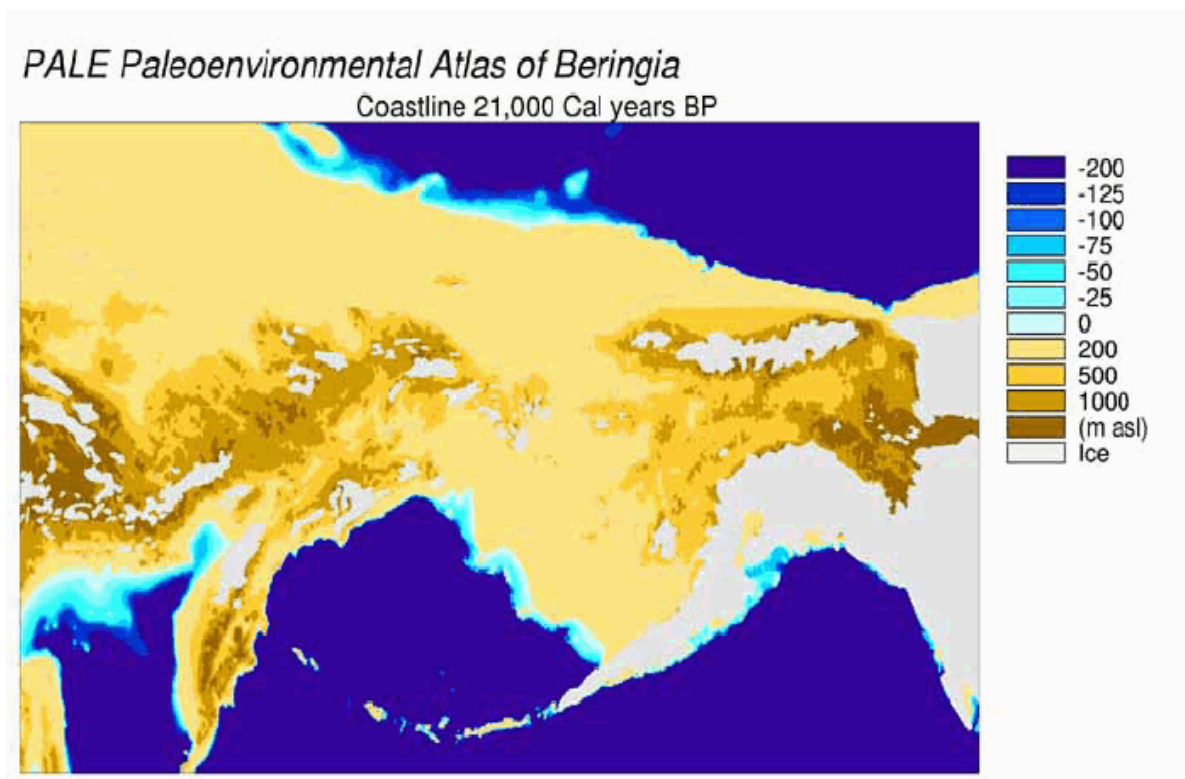 PALE Paleoenvironmental Atlas of Beringia
Coastline 21,000 Cal years BP
-200
-125
-100
-75
-50
-25
0
200
500
1000
(m asl)
Ice